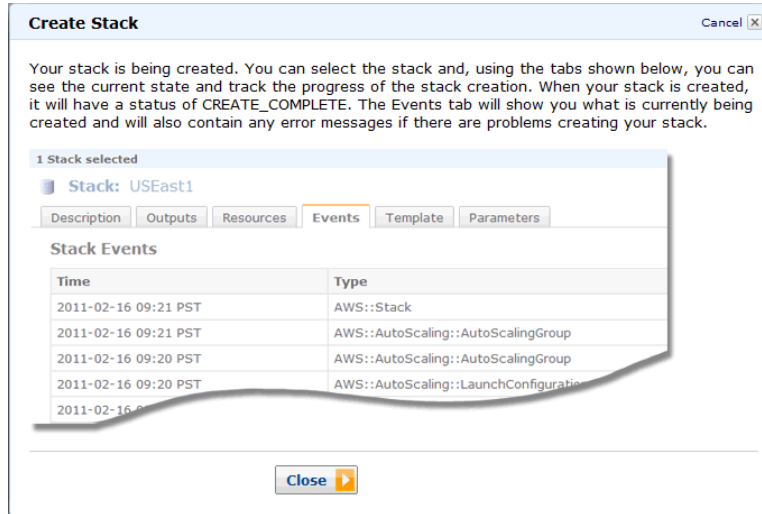 Create Stack
Cancel
Your stack is being created. You can select the stack and, using the tabs shown below, you can
see the current state and track the progress of the stack creation. When your stack is created,
it will have a status of CREATE_COMPLETE. The Events tab will show you what is currently being
created and will also contain any error messages if there are problems creating your stack.
1 Stack selected
Stack: USEast1
Description Outputs Resources Events Template Parameters
Stack Events
Time Type
2011-02-16 09:21 PST AWS::Stack
2011-02-16 09:21 PST AWS::AutoScaling::AutoScalingGroup
2011-02-16 09:20 PST AWS::AutoScaling::AutoScalingGroup
2011-02-16 09:20 PST AWS::AutoScaling::LaunchConfiguration
2011-02-16
Close